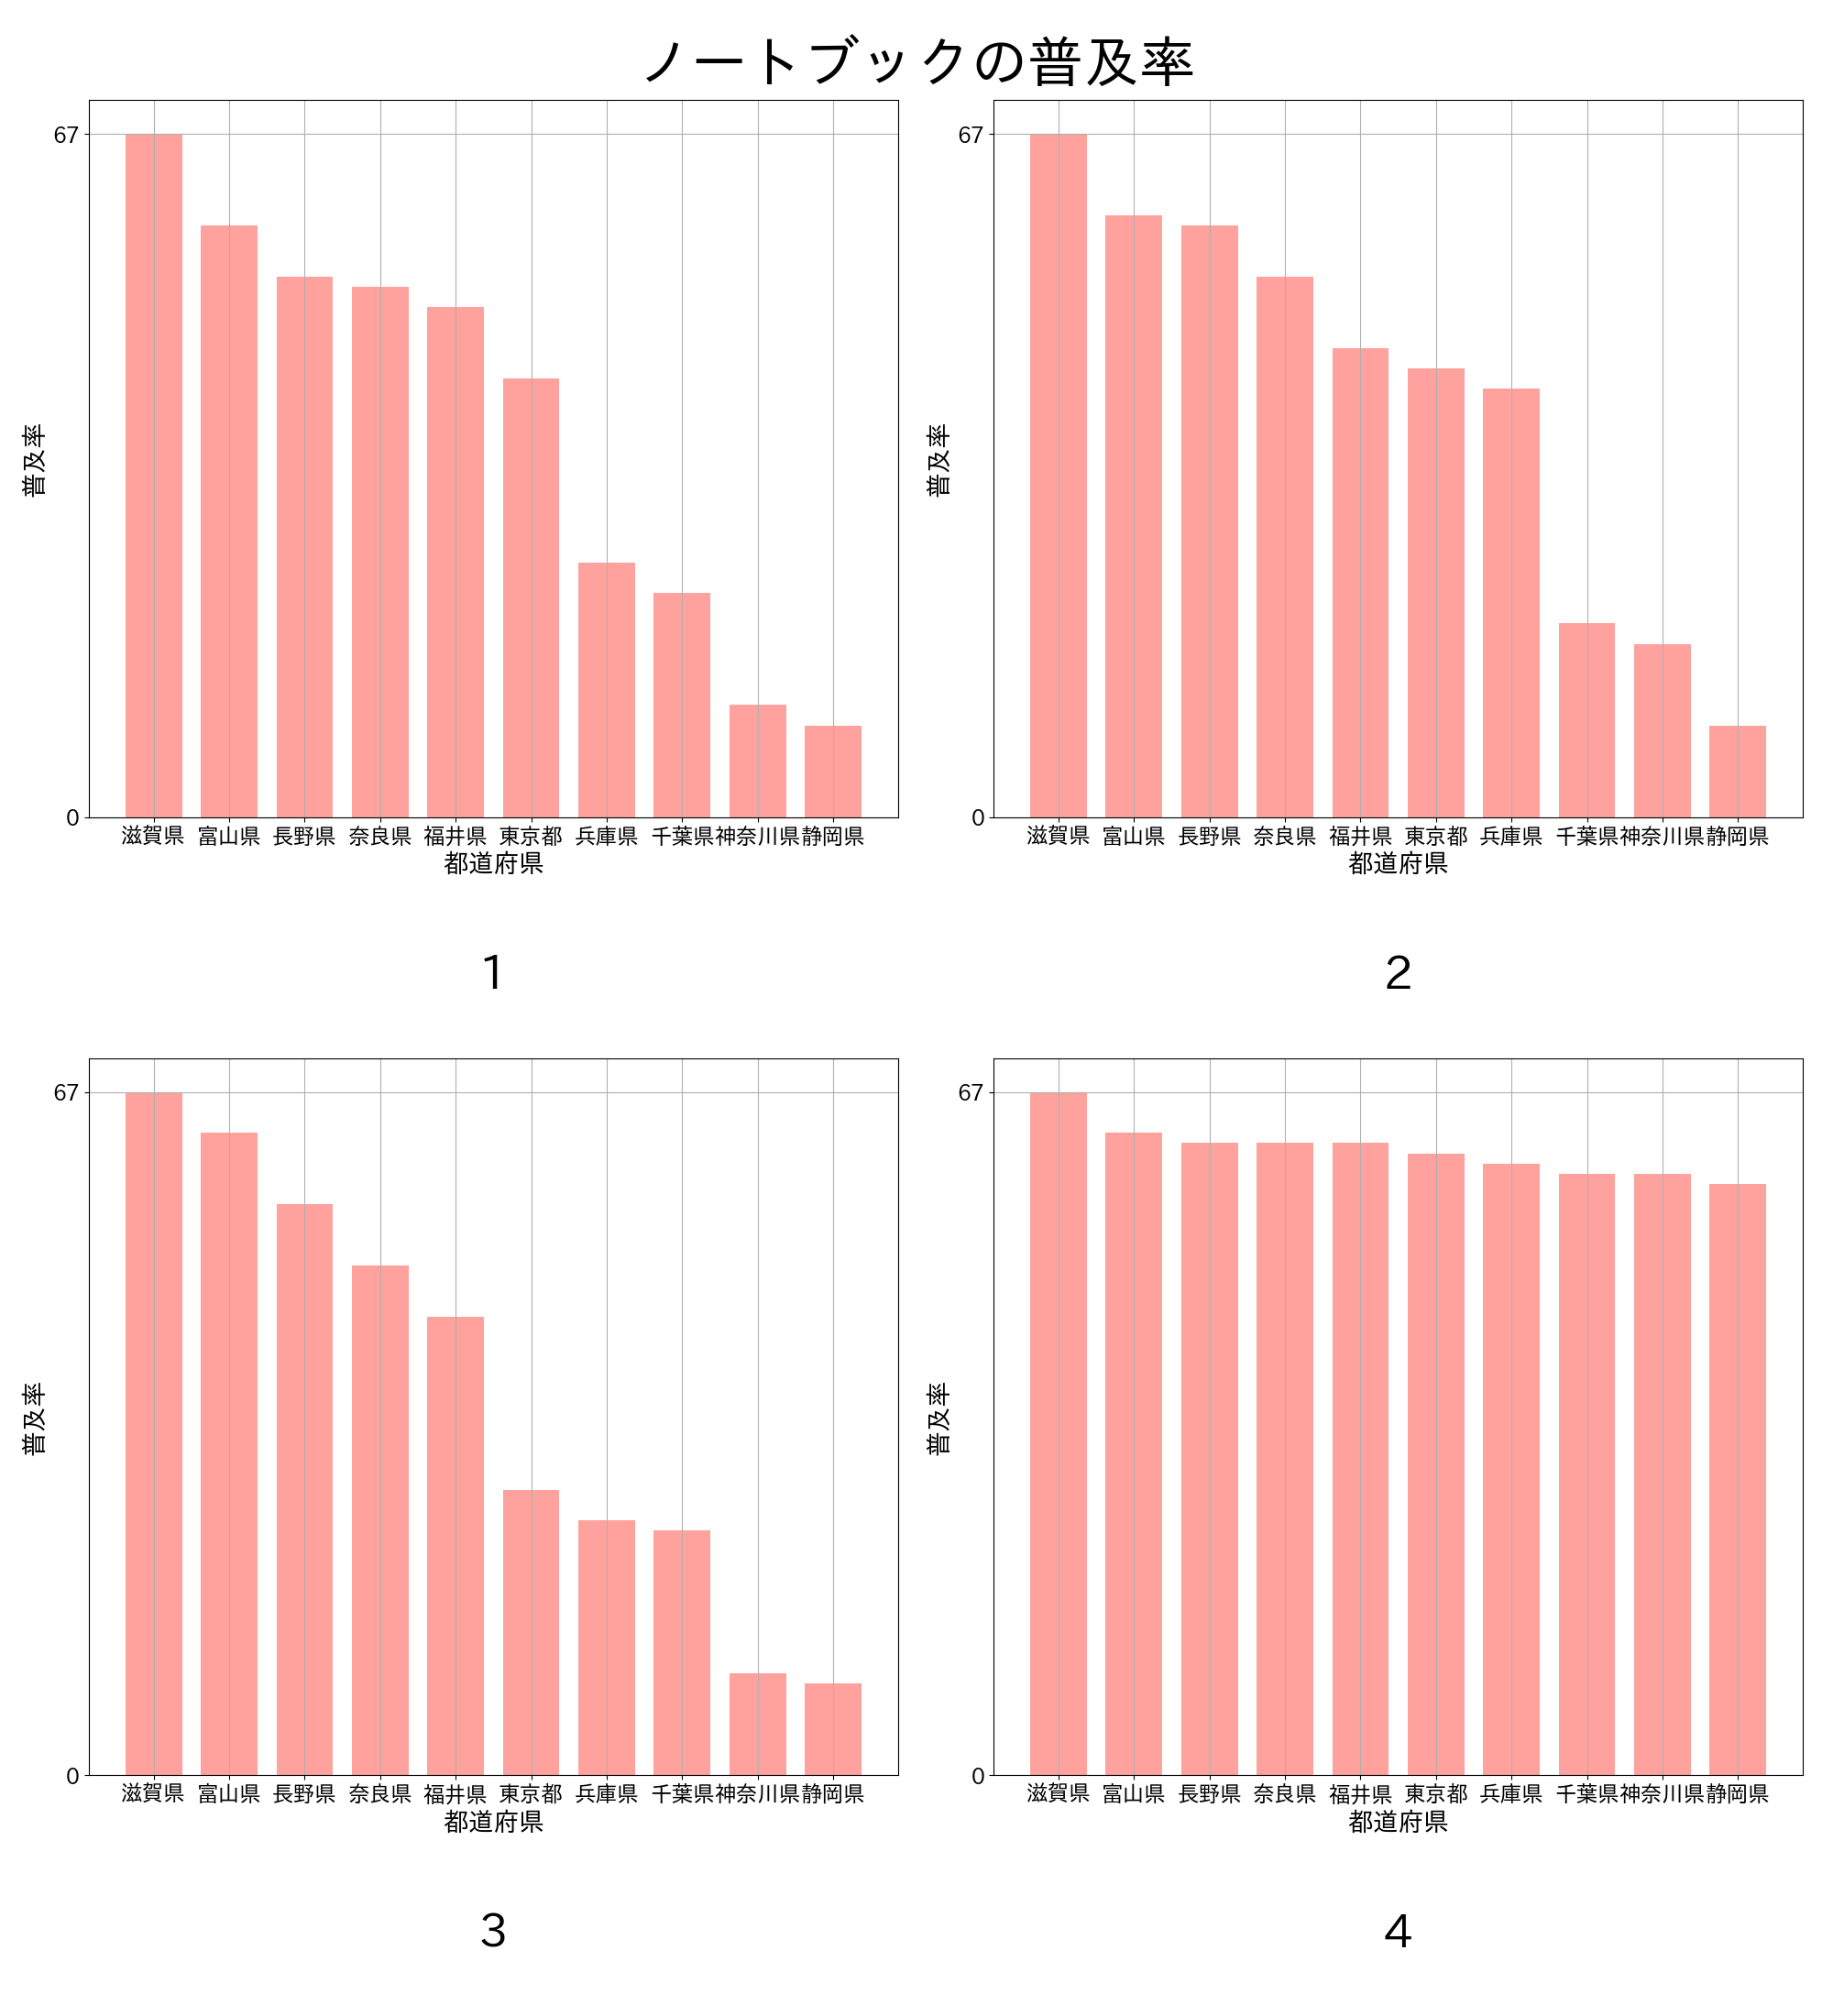 ノートブックの普及率
67
0
普及率
滋賀県 富山県 長野県 奈良県 福井県 東京都 兵庫県 千葉県 神奈川県 静岡県
都道府県
1
67
0
普及率
滋賀県 富山県 長野県 奈良県 福井県 東京都 兵庫県 千葉県 神奈川県 静岡県
都道府県
2
67
0
普及率
滋賀県 富山県 長野県 奈良県 福井県 東京都 兵庫県 千葉県 神奈川県 静岡県
都道府県
3
67
0
普及率
滋賀県 富山県 長野県 奈良県 福井県 東京都 兵庫県 千葉県 神奈川県 静岡県
都道府県
4